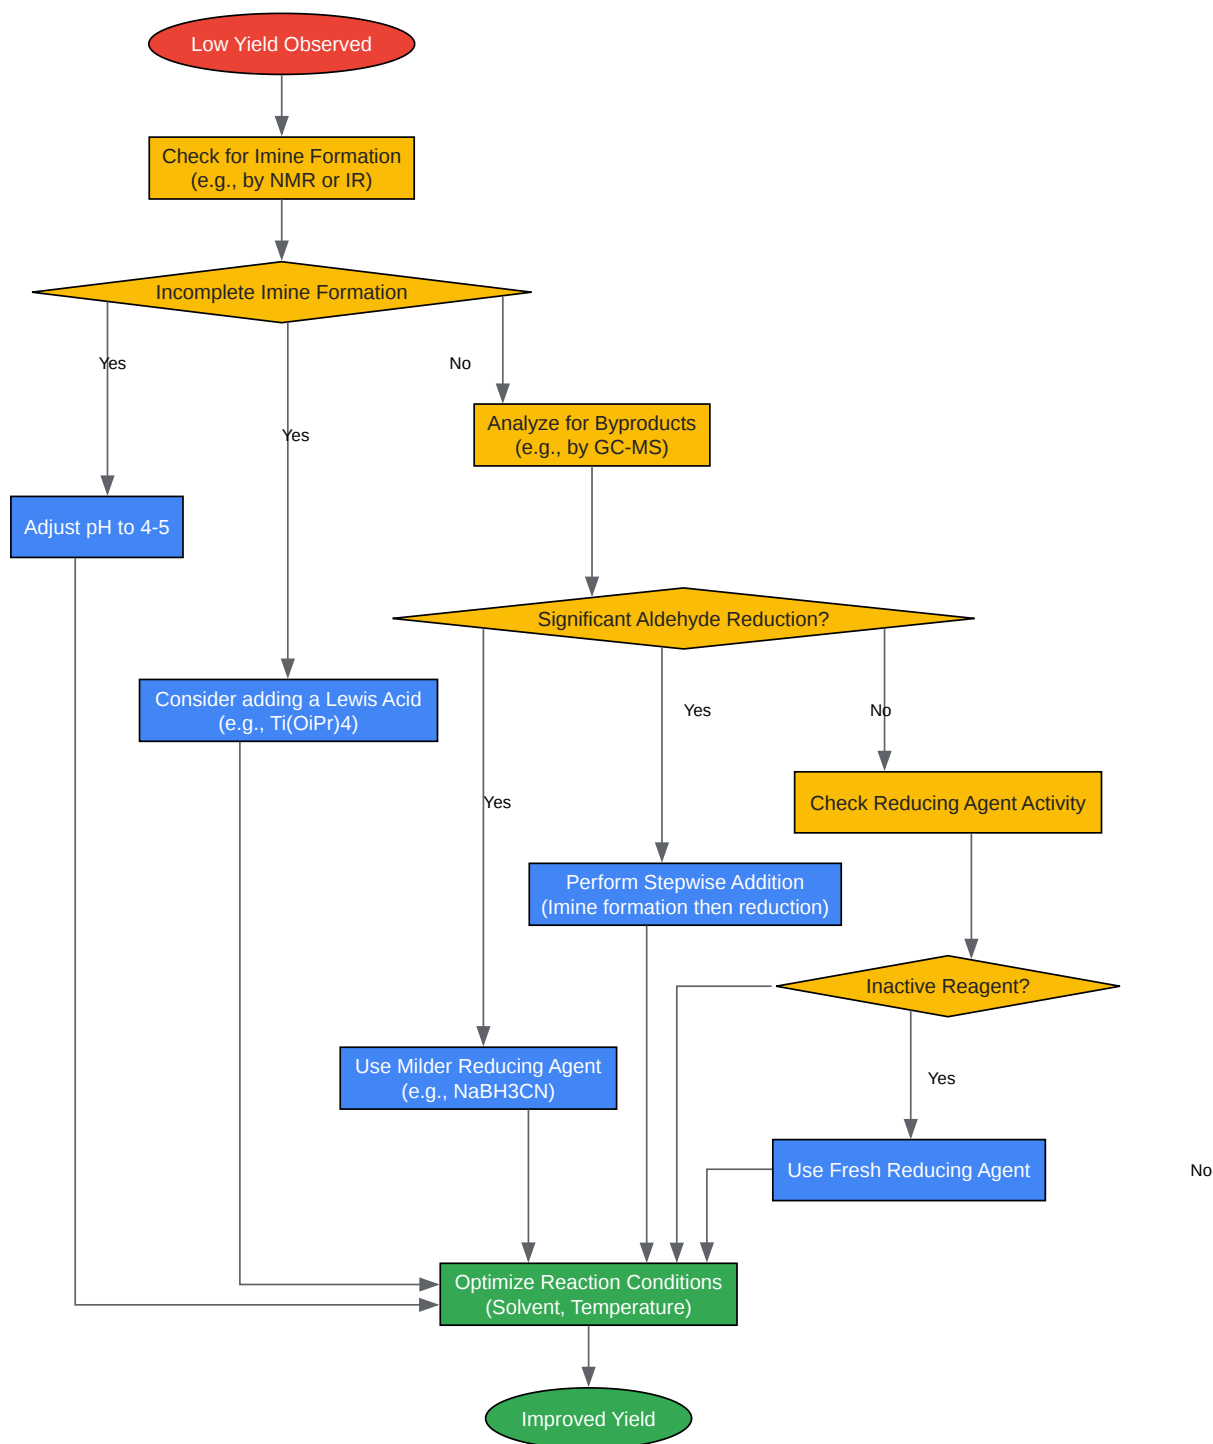 Low Yield Observed
Check for Imine Formation
(e.g., by NMR or IR)
Incomplete Imine Formation
Yes
No
Yes
Analyze for Byproducts
(e.g., by GC-MS)
Adjust pH to 4-5
Significant Aldehyde Reduction?
Consider adding a Lewis Acid
(e.g., Ti(OiPr)4)
Yes
No
Yes
Check Reducing Agent Activity
Perform Stepwise Addition
(Imine formation then reduction)
Inactive Reagent?
Use Milder Reducing Agent
(e.g., NaBH3CN)
Yes
Use Fresh Reducing Agent
No
Optimize Reaction Conditions
(Solvent, Temperature)
Improved Yield